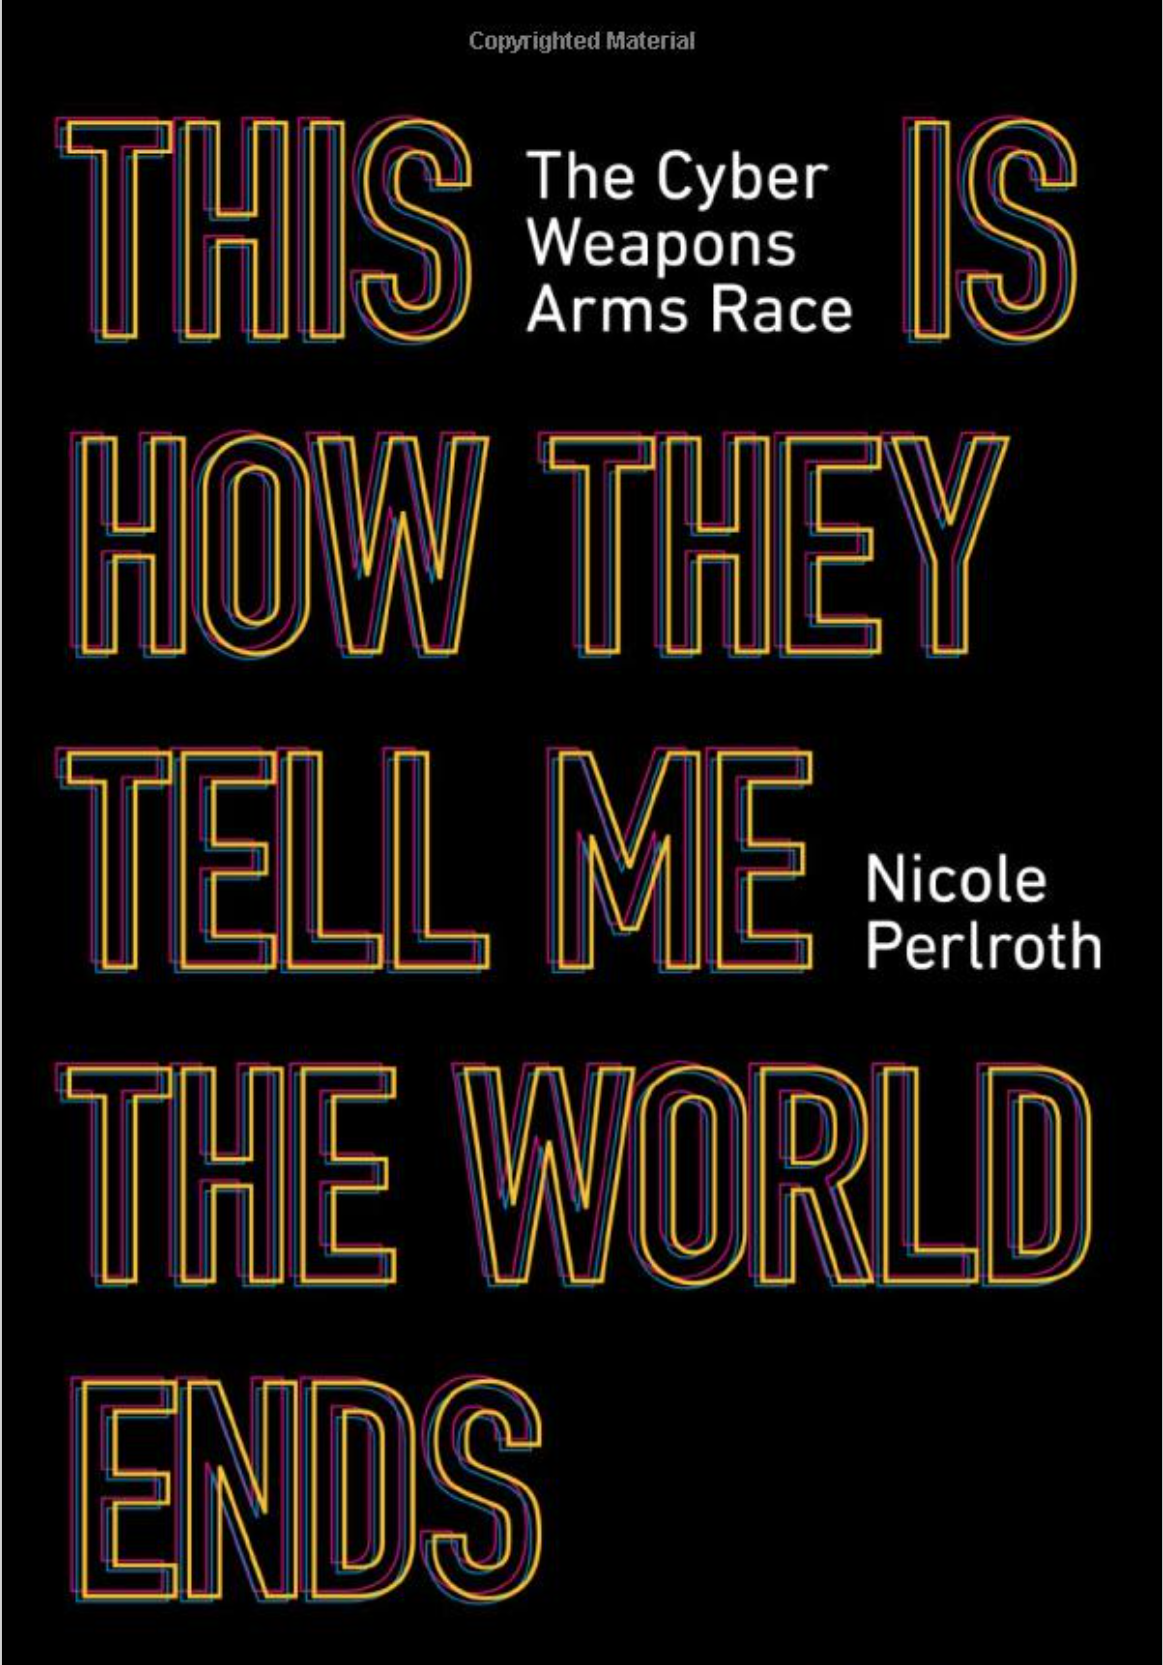 Copyrighted Material
THIS
The Cyber
Weapons
Arms Race
IS
HOW THEY
TELL ME
Nicole
Perlroth
THE WORLD
ENDS